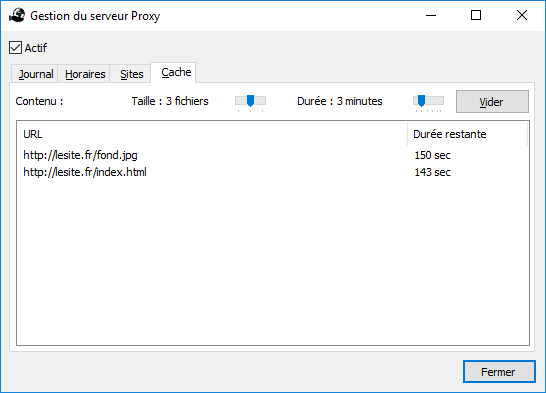 Gestion du serveur Proxy
Actif
Journal Horaires Sites Cache
Contenu : Taille : 3 fichiers Durée : 3 minutes Vider
URL Durée restante
http://lesite.fr/fond.jpg 150 sec
http://lesite.fr/index.html 143 sec
Fermer